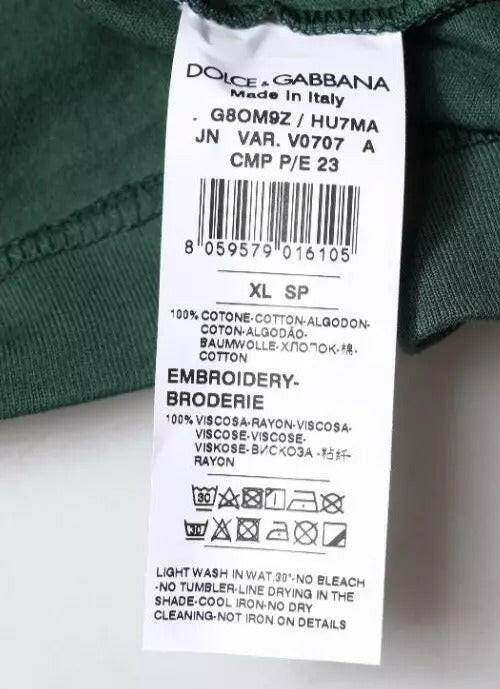 DOLCE & GABBANA
Made in Italy
. G8OM9Z / HU7MA
JN VAR. V0707 A
CMP P/E 23
8 059579 016105
XL SP
100% COTONE-COTTON-ALGODON-
COTON-ALGODÃO-
BAUMWOLLE-ХЛОПОК-棉-
COTTON
EMBROIDERY-
BRODERIE
100% VISCOSA-RAYON-VISCOSA-
VISCOSE-VISCOSE-
VISKOSE-ВИСКОЗА -粘纤-
RAYON
30
30
LIGHT WASH IN WAT.30°-NO BLEACH
-NO TUMBLER-LINE DRYING IN THE
SHADE-COOL IRON-NO DRY
CLEANING-NOT IRON ON DETAILS